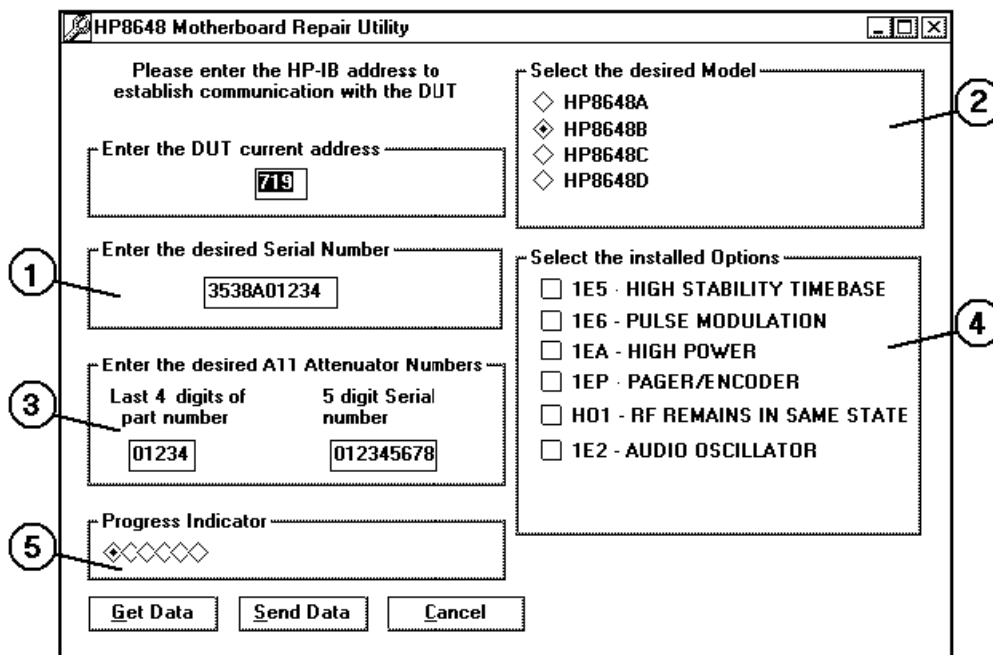 HP8648 Motherboard Repair Utility
Please enter the HP-IB address to
establish communication with the DUT
Enter the DUT current address
719
1
Enter the desired Serial Number
3538A01234
3
Enter the desired A11 Attenuator Numbers
Last 4 digits of
part number
01234
5 digit Serial
number
012345678
5
Progress Indicator
Get Data
Send Data
Cancel
2
Select the desired Model
HP8648A
HP8648B
HP8648C
HP8648D
4
Select the installed Options
1E5 - HIGH STABILITY TIMEBASE
1E6 - PULSE MODULATION
1EA - HIGH POWER
1EP - PAGER/ENCODER
HO1 - RF REMAINS IN SAME STATE
1E2 - AUDIO OSCILLATOR